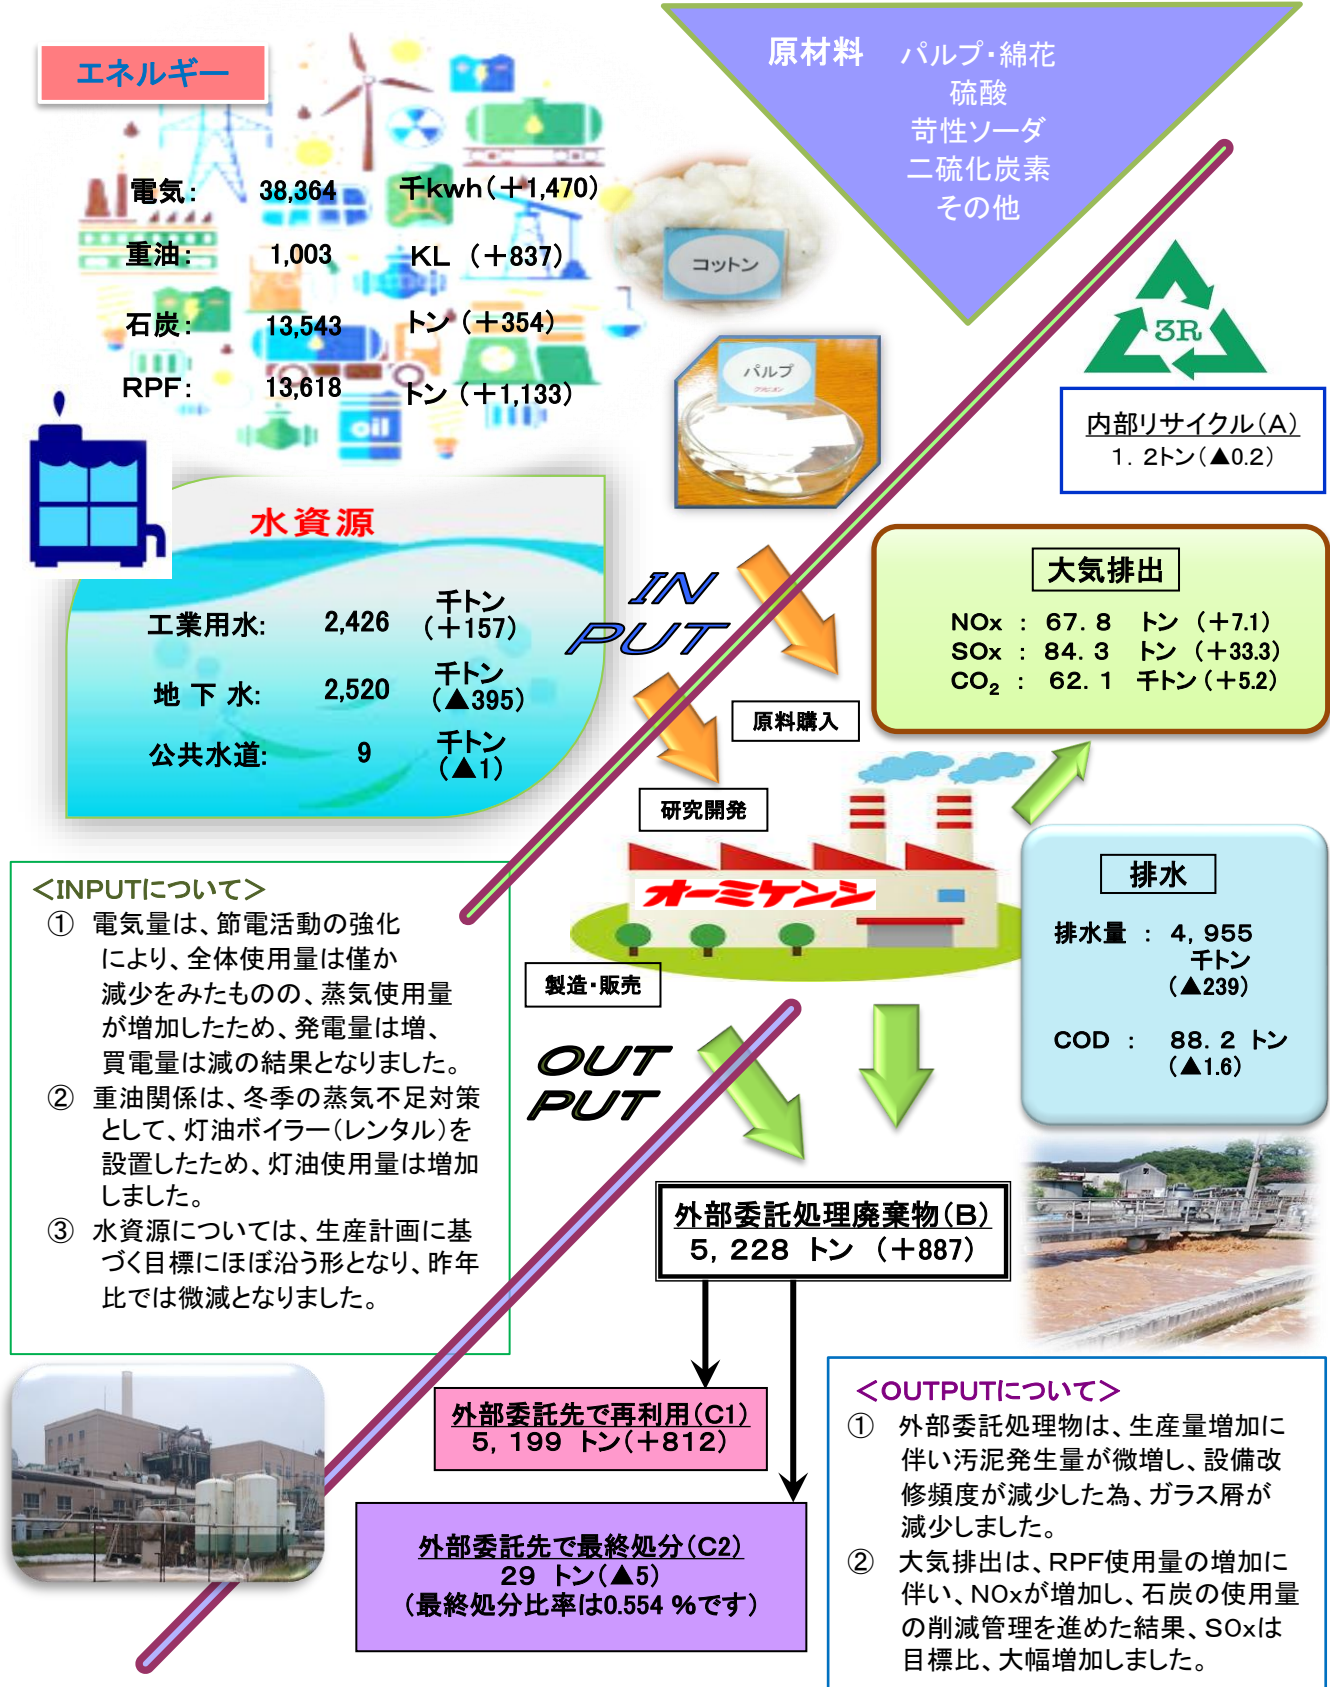 エネルギー
電気: 38,364 千kwh(+1,470)
重油: 1,003 KL (+837)
石炭: 13,543 トン (+354)
RPF: 13,618 トン (+1,133)
oil
原材料 パルプ・綿花
硫酸
苛性ソーダ
二硫化炭素
その他
コットン
パルプ
3R
内部リサイクル(A)
1. 2トン(▲0.2)
水資源
工業用水: 2,426 千トン
(+157)
地下水: 2,520 千トン
(▲395)
公共水道: 9 千トン
(▲1)
IN
PUT
原料購入
研究開発
オーミケンシ
製造・販売
大気排出
NOx : 67. 8 トン (+7.1)
SOx : 84. 3 トン (+33.3)
CO₂ : 62. 1 千トン(+5.2)
排水
排水量 : 4, 955
千トン
(▲239)
COD : 88. 2 トン
(▲1.6)
<INPUTについて>
① 電気量は、節電活動の強化
により、全体使用量は僅か
減少をみたものの、蒸気使用量
が増加したため、発電量は増、
買電量は減の結果となりました。
② 重油関係は、冬季の蒸気不足対策
として、灯油ボイラー(レンタル)を
設置したため、灯油使用量は増加
しました。
③ 水資源については、生産計画に基
づく目標にほぼ沿う形となり、昨年
比では微減となりました。
OUT
PUT
外部委託処理廃棄物(B)
5, 228 トン (+887)
外部委託先で再利用(C1)
5, 199 トン(+812)
外部委託先で最終処分(C2)
29 トン(▲5)
(最終処分比率は0.554 %です)
<OUTPUTについて>
① 外部委託処理物は、生産量増加に
伴い汚泥発生量が微増し、設備改
修頻度が減少した為、ガラス屑が
減少しました。
② 大気排出は、RPF使用量の増加に
伴い、NOxが増加し、石炭の使用量
の削減管理を進めた結果、SOxは
目標比、大幅増加しました。